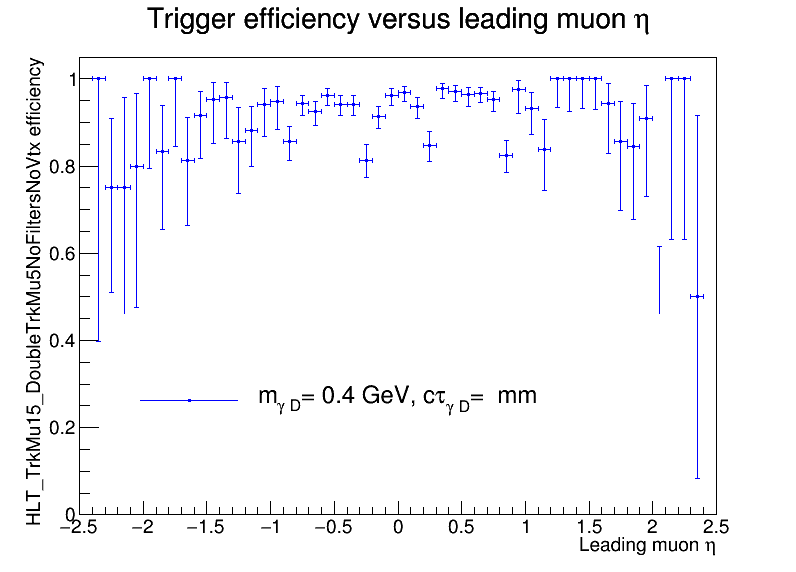 Trigger efficiency versus leading muon η
HLT_TrkMu15_DoubleTrkMu5NoFiltersNoVtx efficiency
1
0.8
0.6
0.4
0.2
0
m_γ D= 0.4 GeV, cτ_γ D= mm
−2.5 −2 −1.5 −1 −0.5 0 0.5 1 1.5 2 2.5
Leading muon η